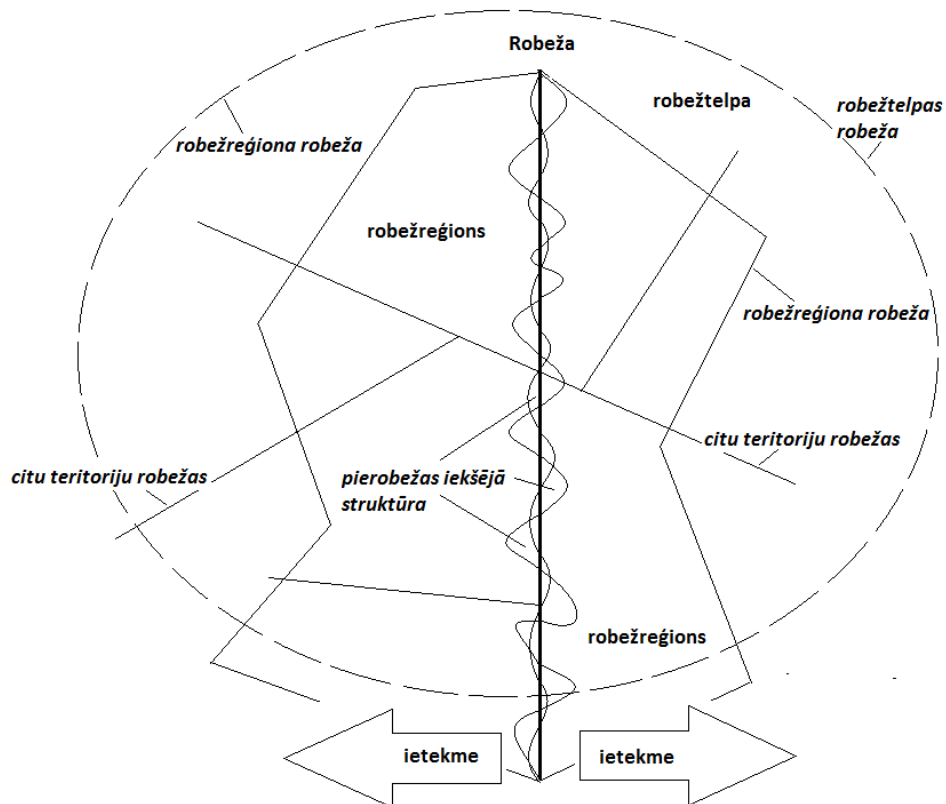 Robeža
robežtelpa
robežtelpas
robeža
robežreģiona robeža
robežreģions
robežreģiona robeža
citu teritoriju robežas
citu teritoriju robežas
pierobežas iekšējā
struktūra
robežreģions
ietekme
ietekme